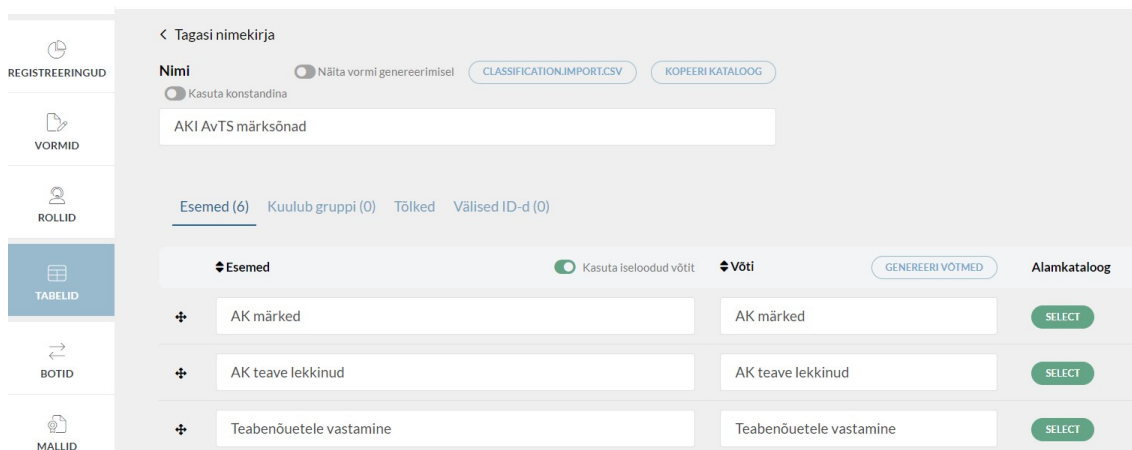 < Tagasi nimekirja
REGISTREERINGUD
Nimi Näita vormi genereerimisel CLASSIFICATION.IMPORT.CSV KOPEERI KATALOOG
Kasuta konstandina
AKI AvTS märksõnad
VORMID
ROLLID
Esemed (6) Kuulub gruppi (0) Tõlked Välised ID-d (0)
TABELID
Esemed Kasuta iseloodud võtit Võti GENEREERI VÕTMED Alamkataloog
AK märked AK märked SELECT
BOTID
AK teave lekkinud AK teave lekkinud SELECT
MALLID
Teabenõuetele vastamine Teabenõuetele vastamine SELECT